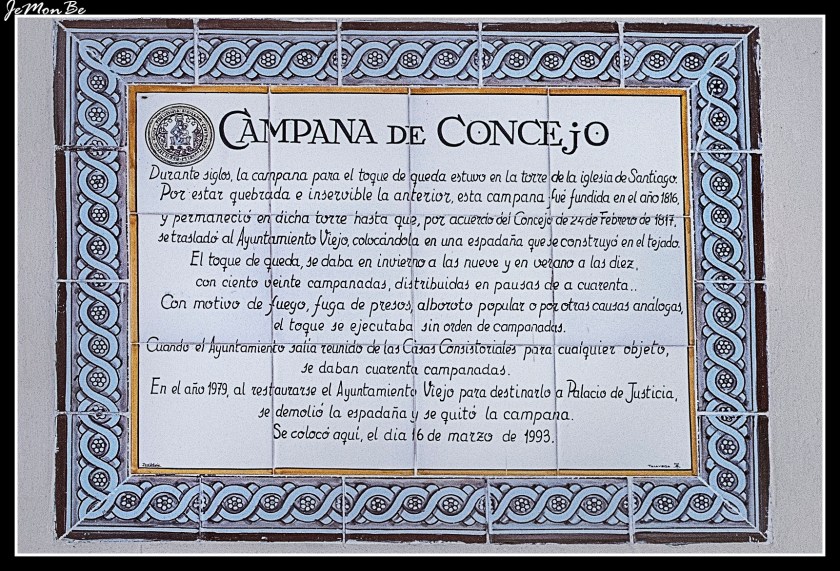 JeMonBe
CAMPANA DE CONCEJO
Durante siglos, la campana para el toque de queda estuvo en la torre de la iglesia de Santiago.
Por estar quebrada e inservible la anterior, esta campana fué fundida en el año 1816,
y permaneció en dicha torre hasta que, por acuerdo del Concejo de 24 de Febrero de 1817,
se trasladó al Ayuntamiento Viejo, colocándola en una espadaña que se construyó en el tejado.
El toque de queda, se daba en invierno a las nueve y en verano a las diez,
con ciento veinte campanadas, distribuidas en pausas de a cuarenta..
Con motivo de fuego, fuga de presos, alboroto popular o por otras causas análogas,
el toque se ejecutaba sin orden de campanadas.
Cuando el Ayuntamiento salía reunido de las Casas Consistoriales para cualquier objeto,
se daban cuarenta campanadas.
En el año 1979, al restaurarse el Ayuntamiento Viejo para destinarlo a Palacio de Justicia,
se demolió la espadaña y se quitó la campana.
Se colocó aquí, el día 16 de marzo de 1993.